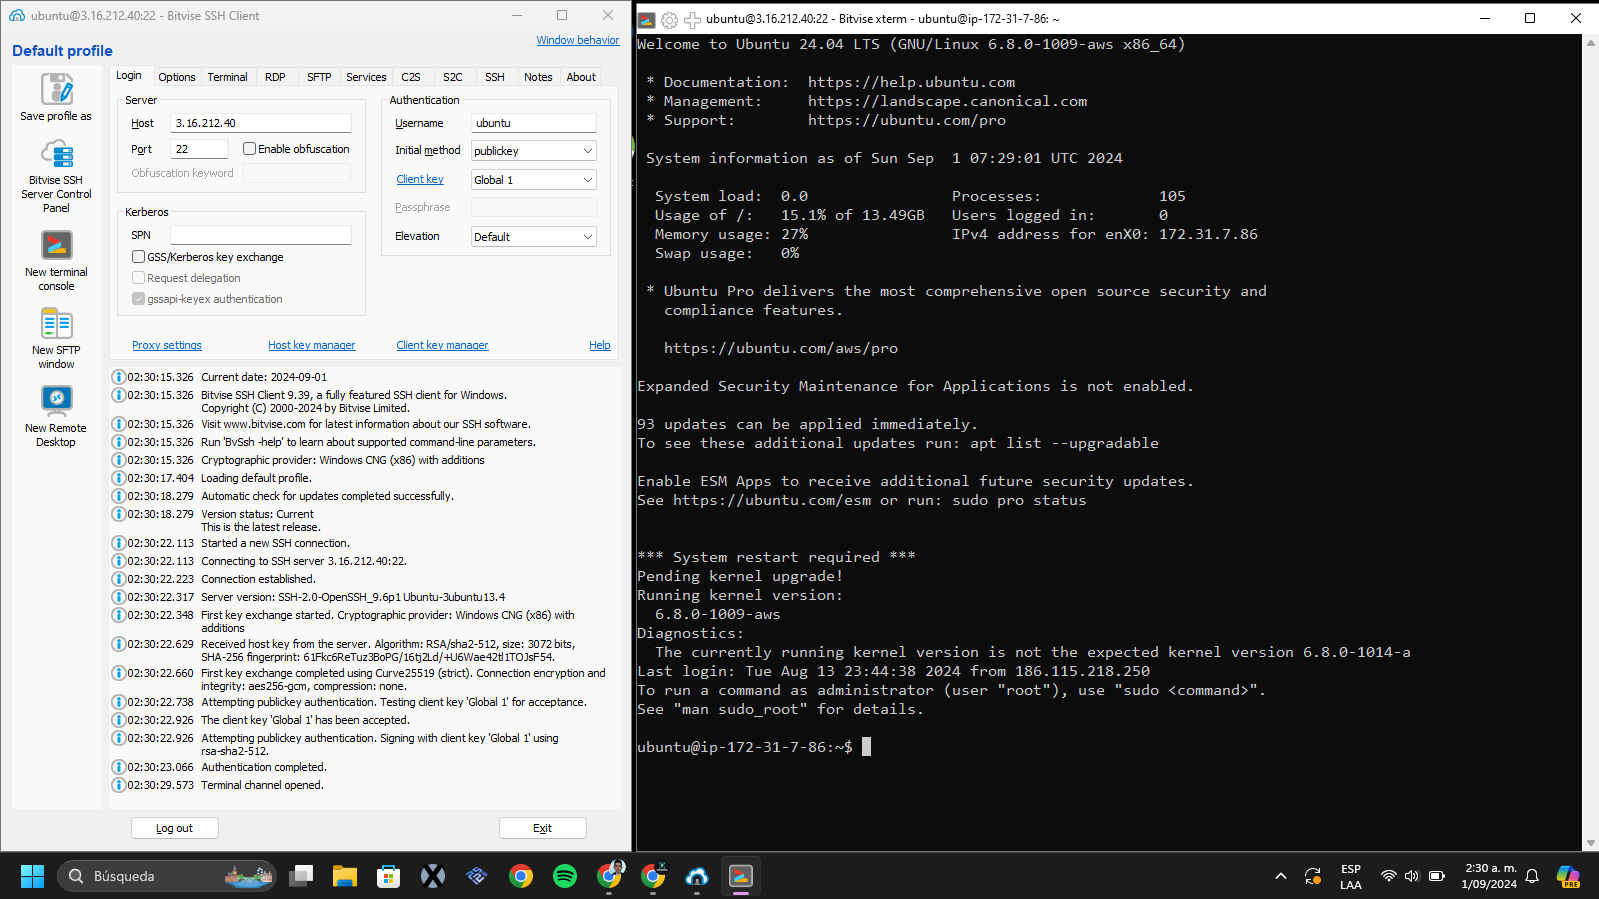 ubuntu@3.16.212.40:22 - Bitvise SSH Client
Default profile
Window behavior
Save profile as
Bitvise SSH
Server Control
Panel
New terminal
console
New SFTP
window
New Remote
Desktop
Login Options Terminal RDP SFTP Services C2S S2C SSH Notes About
Server
Host 3.16.212.40
Port 22 Enable obfuscation
Obfuscation keyword
Kerberos
SPN
GSS/Kerberos key exchange
Request delegation
gssapi-keyex authentication
Authentication
Username ubuntu
Initial method publickey
Client key Global 1
Passphrase
Elevation Default
Proxy settings Host key manager Client key manager Help
02:30:15.326 Current date: 2024-09-01
02:30:15.326 Bitvise SSH Client 9.39, a fully featured SSH client for Windows.
Copyright (C) 2000-2024 by Bitvise Limited.
02:30:15.326 Visit www.bitvise.com for latest information about our SSH software.
02:30:15.326 Run 'BvSsh -help' to learn about supported command-line parameters.
02:30:15.326 Cryptographic provider: Windows CNG (x86) with additions
02:30:17.404 Loading default profile.
02:30:18.279 Automatic check for updates completed successfully.
02:30:18.279 Version status: Current
This is the latest release.
02:30:22.113 Started a new SSH connection.
02:30:22.113 Connecting to SSH server 3.16.212.40:22.
02:30:22.223 Connection established.
02:30:22.317 Server version: SSH-2.0-OpenSSH_9.6p1 Ubuntu-3ubuntu13.4
02:30:22.348 First key exchange started. Cryptographic provider: Windows CNG (x86) with
additions
02:30:22.629 Received host key from the server. Algorithm: RSA/sha2-512, size: 3072 bits,
SHA-256 fingerprint: 61Fkc6ReTuz3BoPG/16tj2Ld/+U6Wae42tl1TOJsF54.
02:30:22.660 First key exchange completed using Curve25519 (strict). Connection encryption and
integrity: aes256-gcm, compression: none.
02:30:22.738 Attempting publickey authentication. Testing client key 'Global 1' for acceptance.
02:30:22.926 The client key 'Global 1' has been accepted.
02:30:22.926 Attempting publickey authentication. Signing with client key 'Global 1' using
rsa-sha2-512.
02:30:23.066 Authentication completed.
02:30:29.573 Terminal channel opened.
Log out Exit
ubuntu@3.16.212.40:22 - Bitvise xterm - ubuntu@ip-172-31-7-86: ~
Welcome to Ubuntu 24.04 LTS (GNU/Linux 6.8.0-1009-aws x86_64)
* Documentation: https://help.ubuntu.com
* Management: https://landscape.canonical.com
* Support: https://ubuntu.com/pro
System information as of Sun Sep 1 07:29:01 UTC 2024
System load: 0.0 Processes: 105
Usage of /: 15.1% of 13.49GB Users logged in: 0
Memory usage: 27% IPv4 address for enX0: 172.31.7.86
Swap usage: 0%
* Ubuntu Pro delivers the most comprehensive open source security and
compliance features.
https://ubuntu.com/aws/pro
Expanded Security Maintenance for Applications is not enabled.
93 updates can be applied immediately.
To see these additional updates run: apt list --upgradable
Enable ESM Apps to receive additional future security updates.
See https://ubuntu.com/esm or run: sudo pro status
*** System restart required ***
Pending kernel upgrade!
Running kernel version:
6.8.0-1009-aws
Diagnostics:
The currently running kernel version is not the expected kernel version 6.8.0-1014-a
Last login: Tue Aug 13 23:44:38 2024 from 186.115.218.250
To run a command as administrator (user "root"), use "sudo <command>".
See "man sudo_root" for details.
ubuntu@ip-172-31-7-86:~$
Búsqueda
ESP
LAA
2:30 a. m.
1/09/2024
PRE